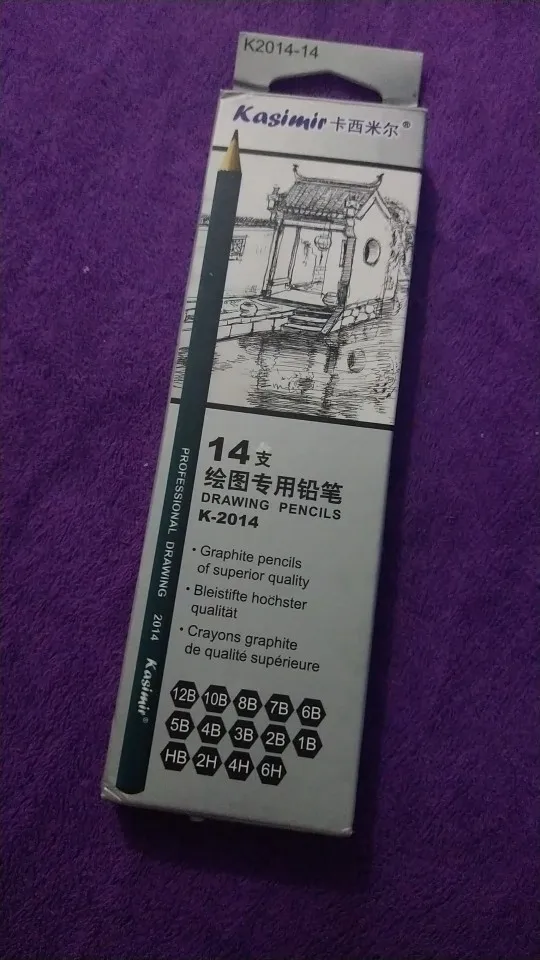 K2014-14
Kasimir 卡西米尔®
14支
绘图专用铅笔
DRAWING PENCILS
K-2014
• Graphite pencils
of superior quality
• Bleistifte hochster
qualität
• Crayons graphite
de qualité supérieure
12B 10B 8B 7B 6B
5B 4B 3B 2B 1B
HB 2H 4H 6H
PROFESSIONAL DRAWING 2014 Kasimir®